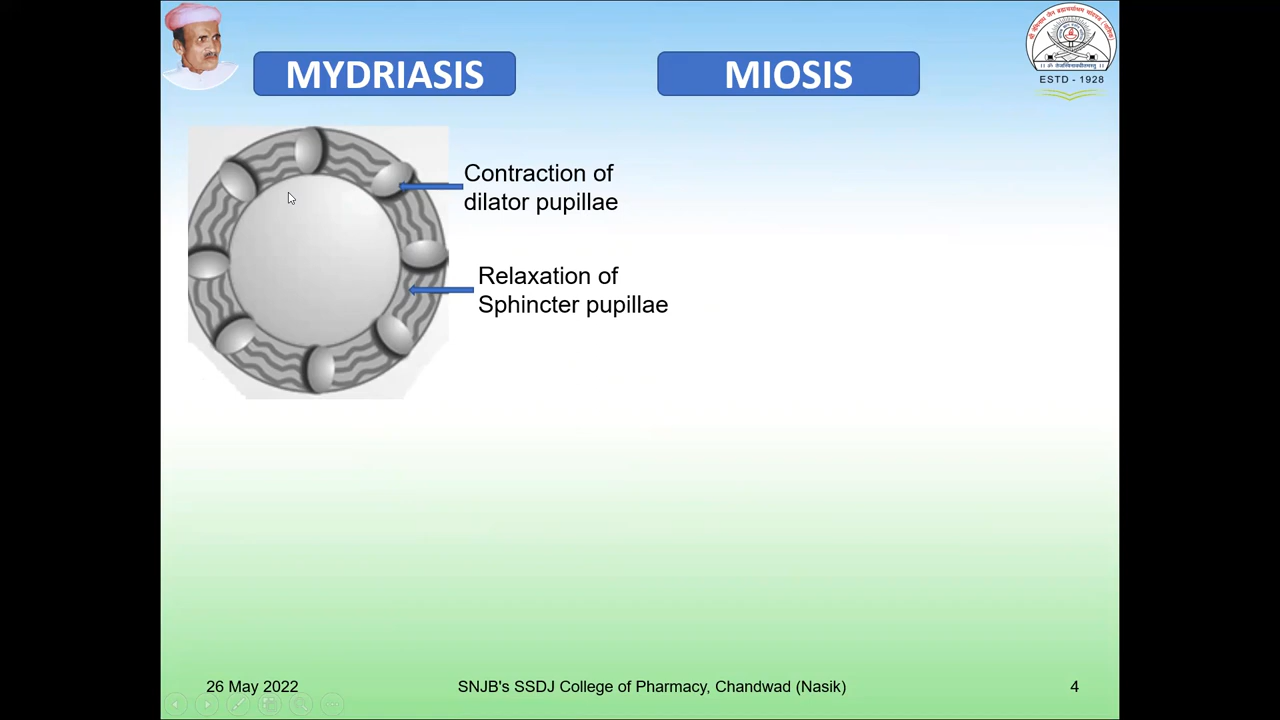 MYDRIASIS
MIOSIS
ESTD - 1928
Contraction of
dilator pupillae
Relaxation of
Sphincter pupillae
26 May 2022
SNJB's SSDJ College of Pharmacy, Chandwad (Nasik)
4